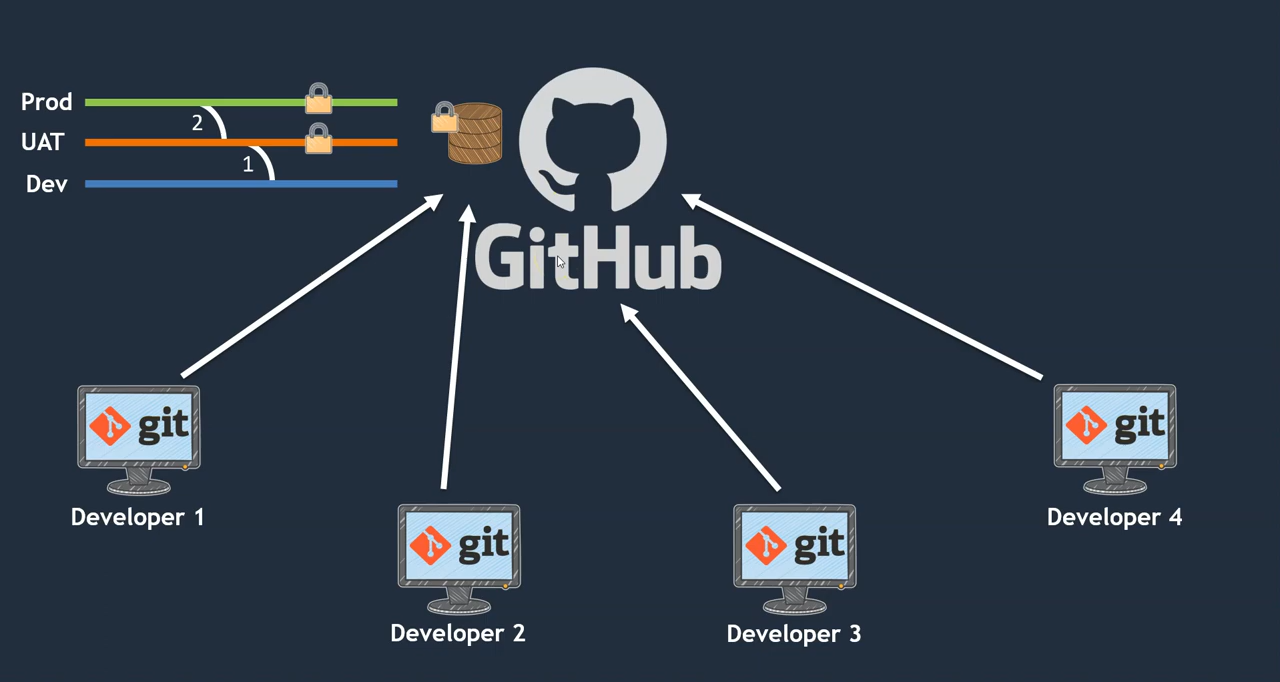 Prod
2
UAT
1
Dev
GitHub
git
Developer 1
git
Developer 2
git
Developer 3
git
Developer 4